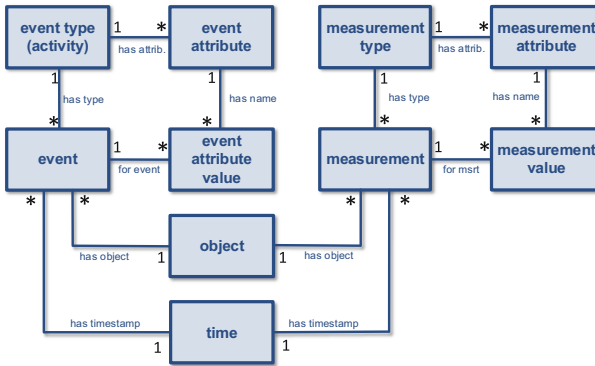 event type
(activity)
1
*
has attrib.
event
attribute
measurement
type
1
*
has attrib.
measurement
attribute
1
has type
*
1
has name
*
1
has type
*
1
has name
*
event
1
*
for event
event
attribute
value
measurement
1
*
for msrt
measurement
value
*
*
*
*
has object
1
object
1
has object
has timestamp
1
time
1
has timestamp